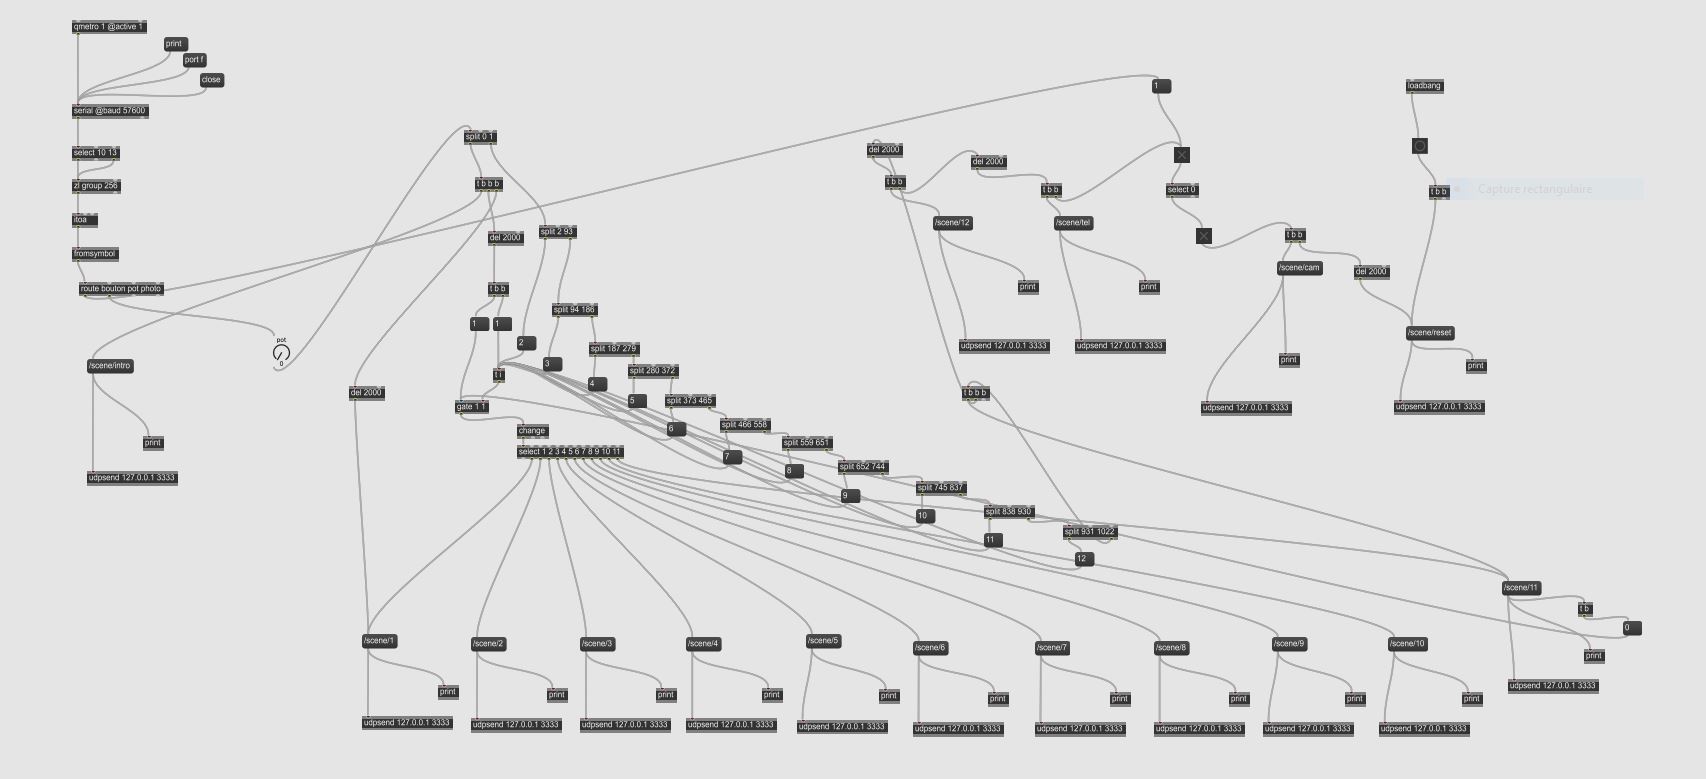 qmetro 1 @active 1
print
port f
close
serial @baud 57600
select 10 13
zl group 256
itoa
fromsymbol
route bouton pot photo
pot
0
/scene/intro
print
udpsend 127.0.0.1 3333
split 0 1
t b b b
del 2000
split 2 93
t b b
1
1
2
split 94 186
3
split 187 279
4
split 280 372
5
split 373 465
6
split 466 558
7
split 559 651
8
split 652 744
9
split 745 837
10
split 838 930
11
split 931 1022
12
t i
del 2000
gate 1 1
change
select 1 2 3 4 5 6 7 8 9 10 11
1
del 2000
t b b
del 2000
t b b
select 0
/scene/12
print
udpsend 127.0.0.1 3333
/scene/tel
print
udpsend 127.0.0.1 3333
t b b b
t b b
/scene/cam
del 2000
print
udpsend 127.0.0.1 3333
loadbang
t b b
Capture rectangulaire
/scene/reset
print
udpsend 127.0.0.1 3333
/scene/1
print
udpsend 127.0.0.1 3333
/scene/2
print
udpsend 127.0.0.1 3333
/scene/3
print
udpsend 127.0.0.1 3333
/scene/4
print
udpsend 127.0.0.1 3333
/scene/5
print
udpsend 127.0.0.1 3333
/scene/6
print
udpsend 127.0.0.1 3333
/scene/7
print
udpsend 127.0.0.1 3333
/scene/8
print
udpsend 127.0.0.1 3333
/scene/9
print
udpsend 127.0.0.1 3333
/scene/10
print
udpsend 127.0.0.1 3333
/scene/11
t b
0
print
udpsend 127.0.0.1 3333